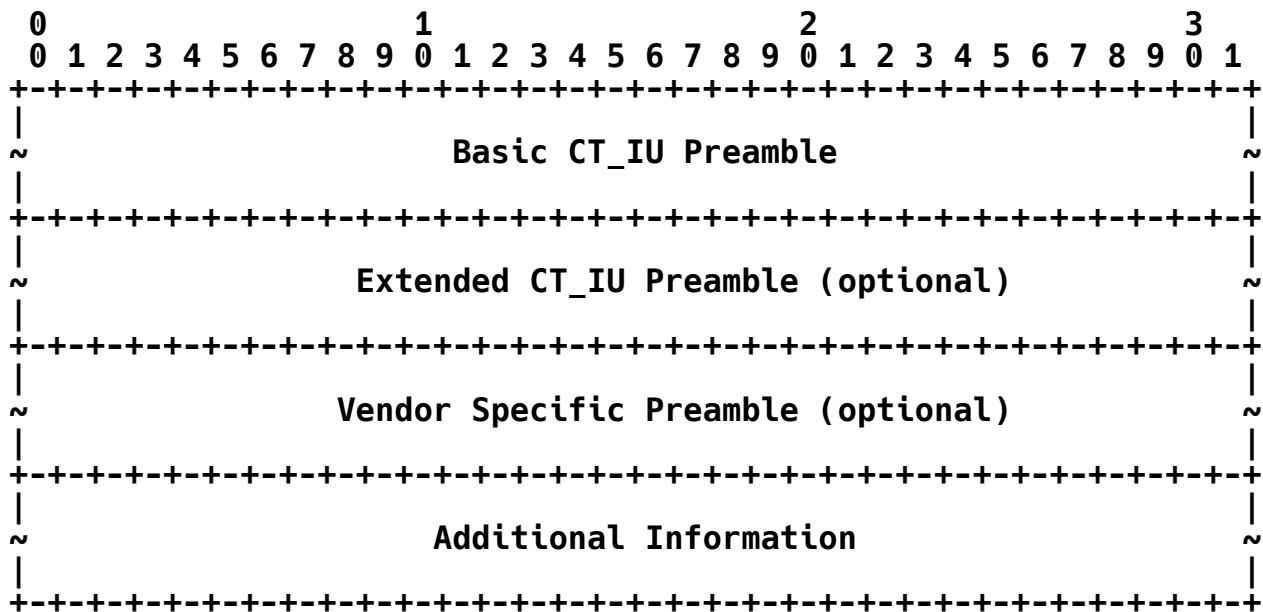 0                   1                   2                   3
 0 1 2 3 4 5 6 7 8 9 0 1 2 3 4 5 6 7 8 9 0 1 2 3 4 5 6 7 8 9 0 1
+-+-+-+-+-+-+-+-+-+-+-+-+-+-+-+-+-+-+-+-+-+-+-+-+-+-+-+-+-+-+-+-+
|                                                               |
~                      Basic CT_IU Preamble                     ~
|                                                               |
+-+-+-+-+-+-+-+-+-+-+-+-+-+-+-+-+-+-+-+-+-+-+-+-+-+-+-+-+-+-+-+-+
|                                                               |
~                 Extended CT_IU Preamble (optional)            ~
|                                                               |
+-+-+-+-+-+-+-+-+-+-+-+-+-+-+-+-+-+-+-+-+-+-+-+-+-+-+-+-+-+-+-+-+
|                                                               |
~                Vendor Specific Preamble (optional)            ~
|                                                               |
+-+-+-+-+-+-+-+-+-+-+-+-+-+-+-+-+-+-+-+-+-+-+-+-+-+-+-+-+-+-+-+-+
|                                                               |
~                     Additional Information                    ~
|                                                               |
+-+-+-+-+-+-+-+-+-+-+-+-+-+-+-+-+-+-+-+-+-+-+-+-+-+-+-+-+-+-+-+-+